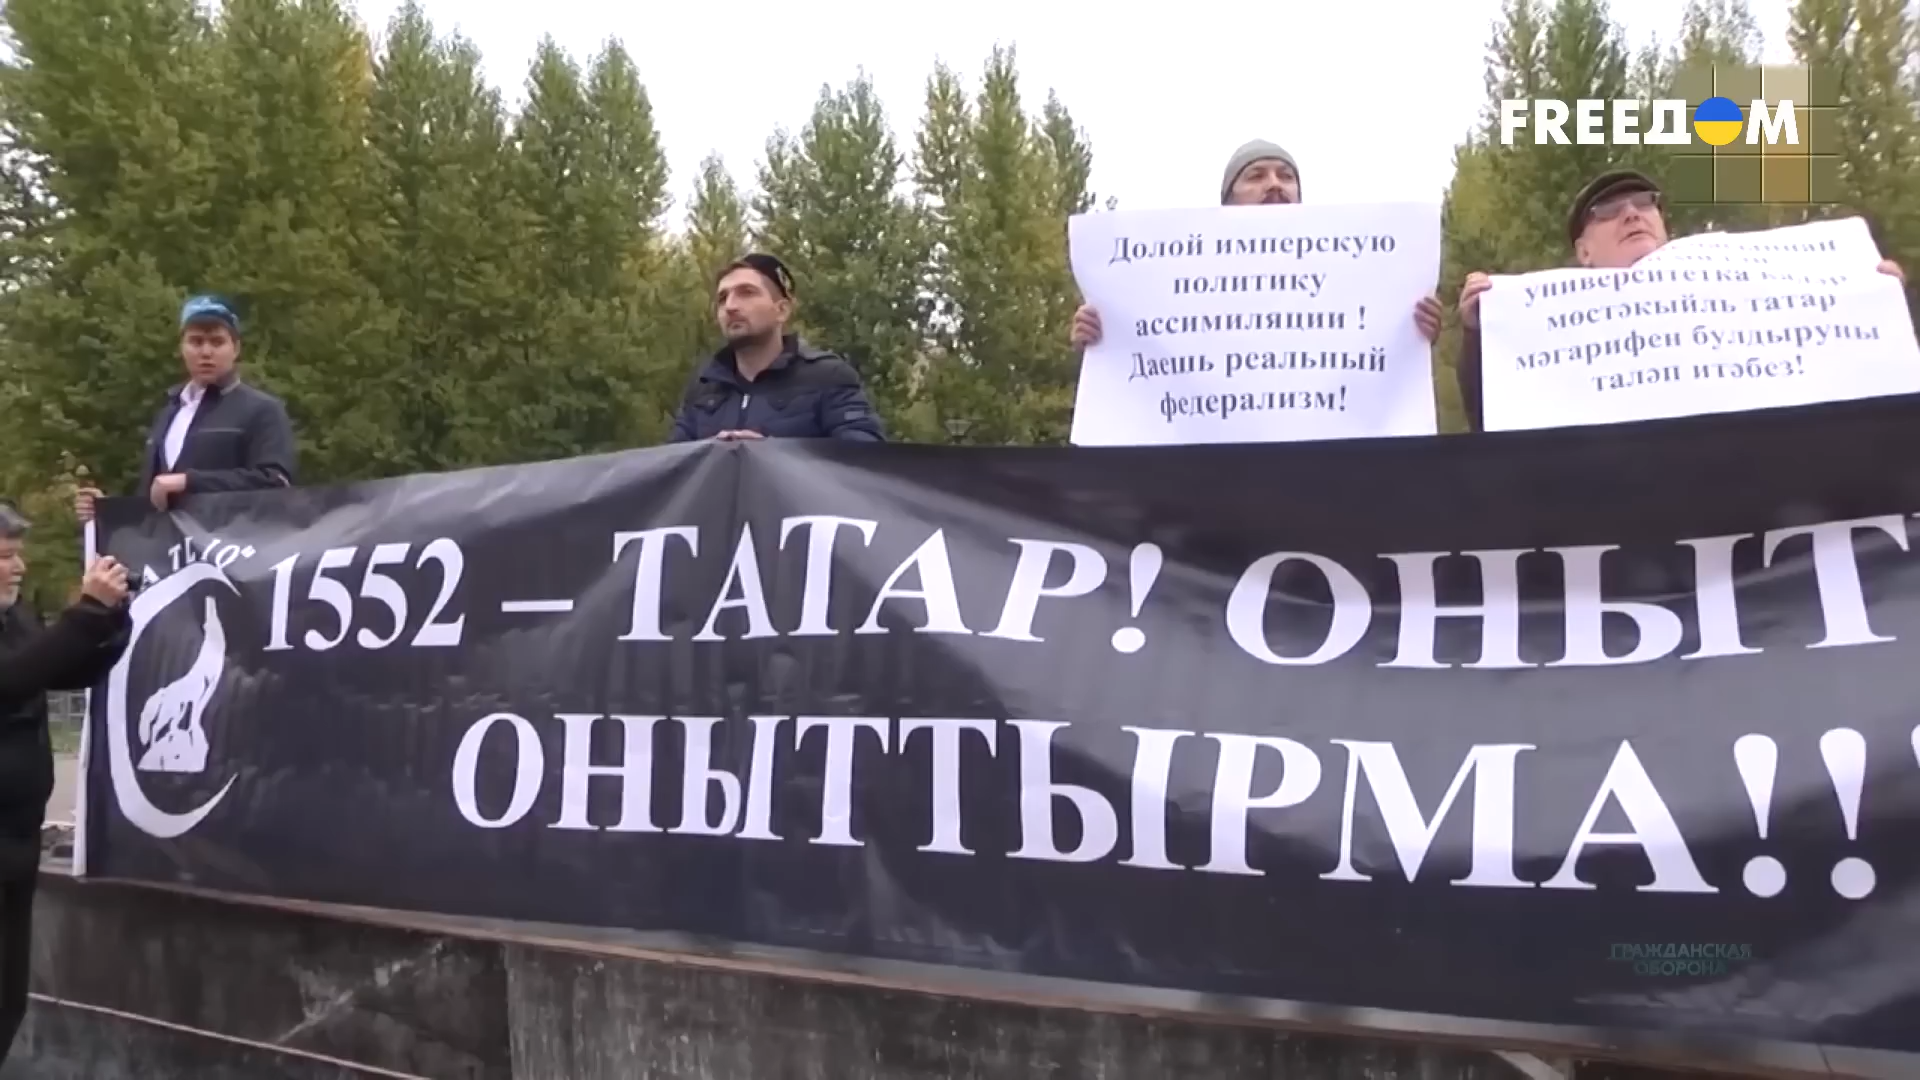 FREEДOM
Долой имперскую
политику
ассимиляции !
Даешь реальный
федерализм!
университетка кадәр
мөстәкыйль татар
мәгарифен булдыруны
таләп итәбез!
1552 – ТАТАР! ОНЫТ
ОНЫТТЫРМА!!!
ГРАЖДАНСКАЯ
ОБОРОНА